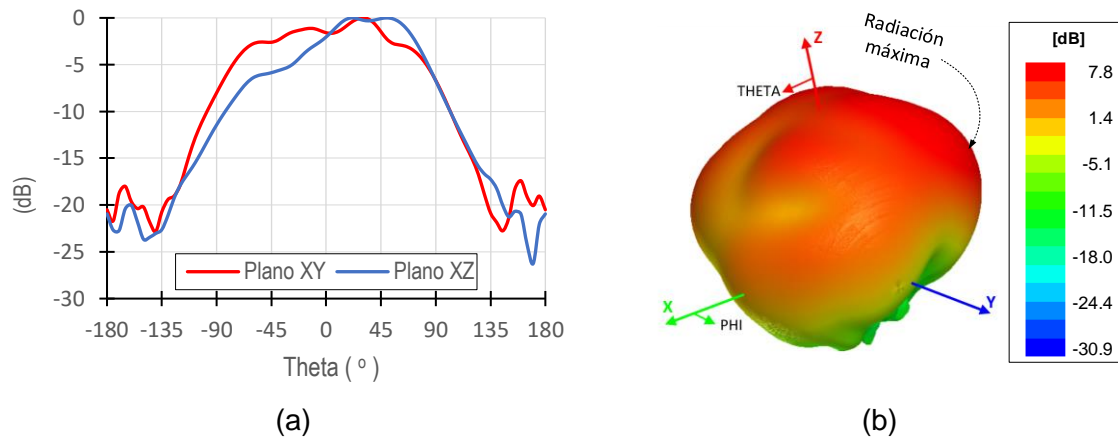 0
-5
-10
-15
-20
-25
-30
(dB)
Plano XY
Plano XZ
-180 -135 -90 -45 0 45 90 135 180
Theta ( º )
(a)
Radiación
máxima
Z
THETA
X
PHI
Y
[dB]
7.8
1.4
-5.1
-11.5
-18.0
-24.4
-30.9
(b)